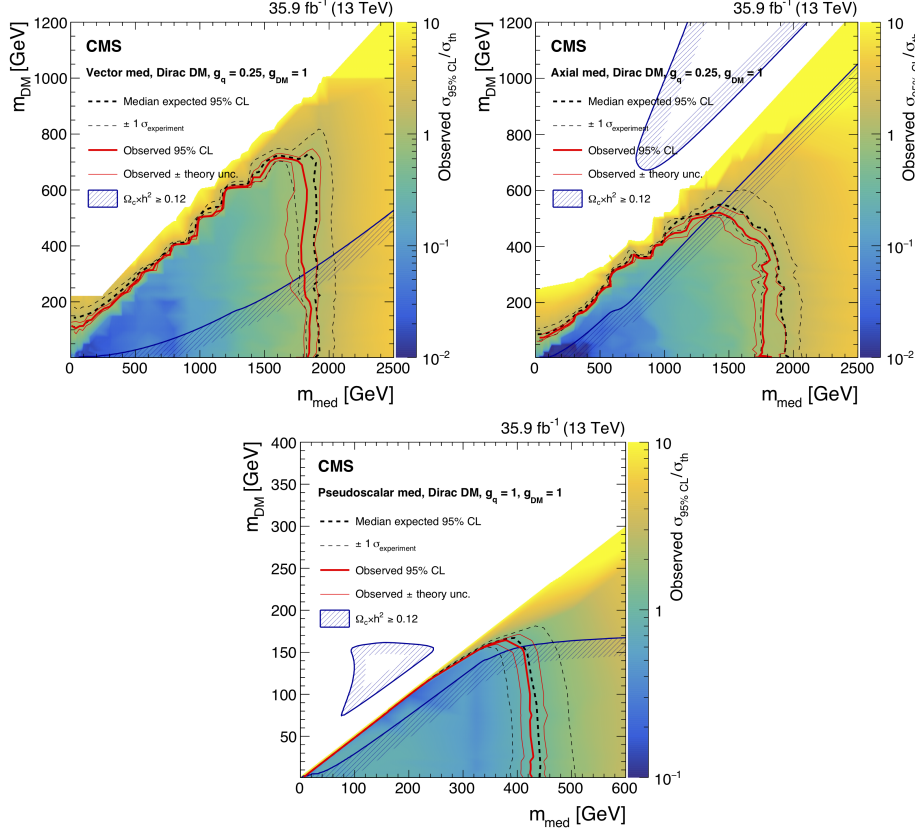 35.9 fb⁻¹ (13 TeV)
CMS
Vector med, Dirac DM, g_q = 0.25, g_DM = 1
Median expected 95% CL
± 1 σ_experiment
Observed 95% CL
Observed ± theory unc.
Ω_c×h² ≥ 0.12
m_DM [GeV]
1200
1000
800
600
400
200
0 500 1000 1500 2000 2500
m_med [GeV]
10
1
10⁻¹
10⁻²
Observed σ_95% CL/σ_th
35.9 fb⁻¹ (13 TeV)
CMS
Axial med, Dirac DM, g_q = 0.25, g_DM = 1
Median expected 95% CL
± 1 σ_experiment
Observed 95% CL
Observed ± theory unc.
Ω_c×h² ≥ 0.12
m_DM [GeV]
1200
1000
800
600
400
200
0 500 1000 1500 2000 2500
m_med [GeV]
10
1
10⁻¹
10⁻²
Observed σ_95% CL/σ_th
35.9 fb⁻¹ (13 TeV)
CMS
Pseudoscalar med, Dirac DM, g_q = 1, g_DM = 1
Median expected 95% CL
± 1 σ_experiment
Observed 95% CL
Observed ± theory unc.
Ω_c×h² ≥ 0.12
m_DM [GeV]
400
350
300
250
200
150
100
50
0 100 200 300 400 500 600
m_med [GeV]
10
1
10⁻¹
Observed σ_95% CL/σ_th